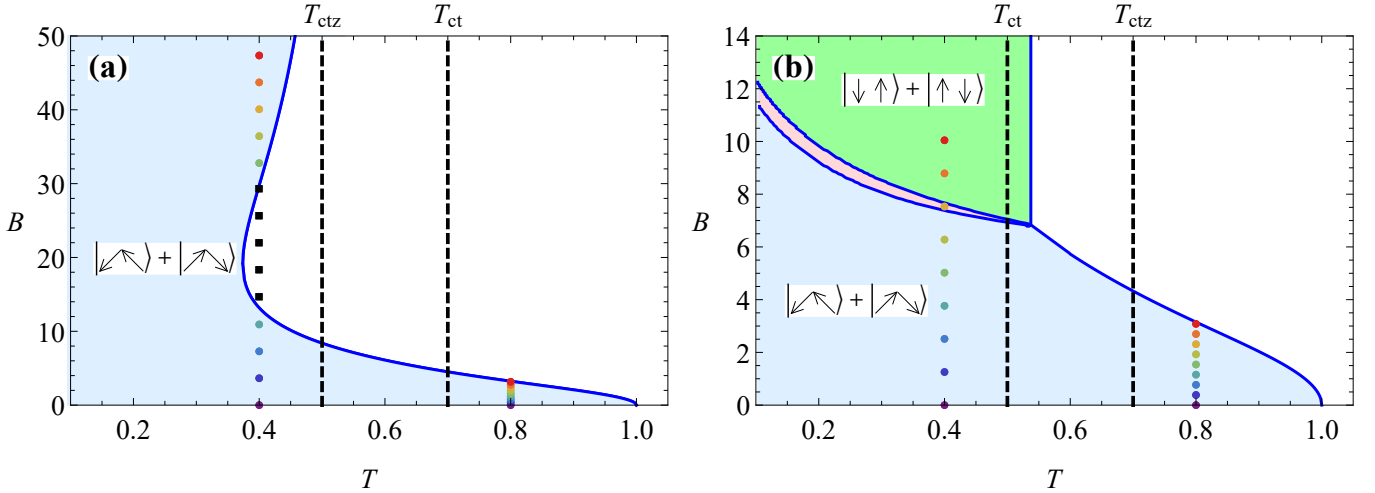 T_ctz T_ct
(a)
50
40
30
20
10
0
B
|↙↖⟩ + |↗↘⟩
0.2 0.4 0.6 0.8 1.0
T
T_ct T_ctz
(b)
14
12
10
8
6
4
2
0
B
|↓ ↑⟩ + |↑ ↓⟩
|↙↖⟩ + |↗↘⟩
0.2 0.4 0.6 0.8 1.0
T